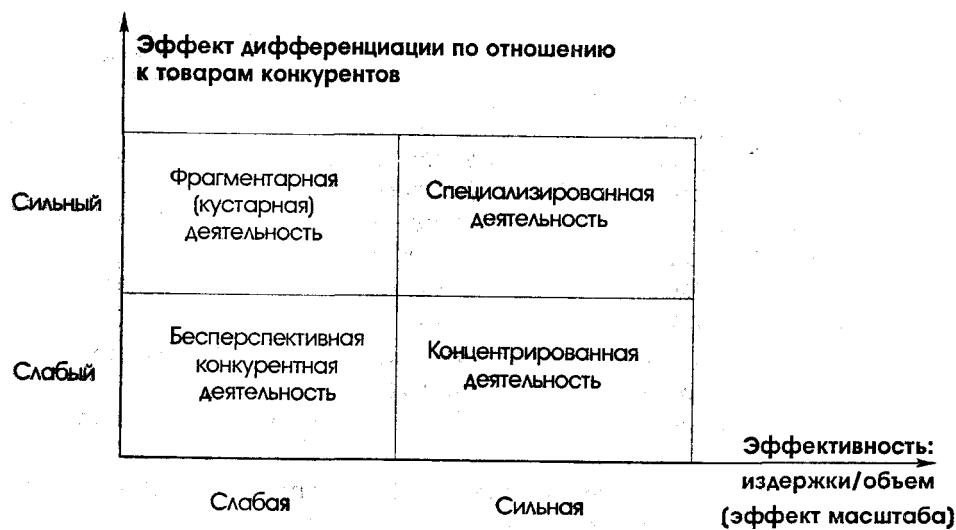 Эффект дифференциации по отношению
к товарам конкурентов
Сильный
Фрагментарная
(кустарная)
деятельность
Специализированная
деятельность
Слабый
Бесперспективная
конкурентная
деятельность
Концентрированная
деятельность
Эффективность:
издержки/объем
(эффект масштаба)
Слабая
Сильная